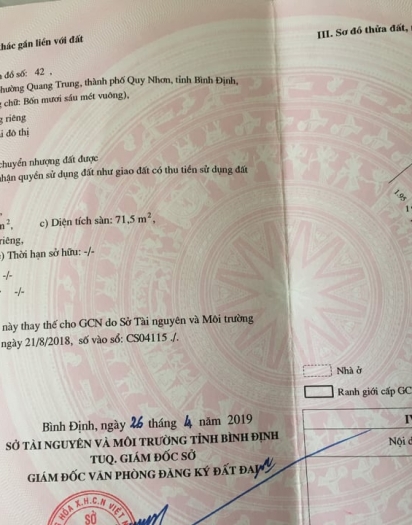 hác gắn liền với đất
III. Sơ đồ thửa đất,
đồ số: 42 ,
hường Quang Trung, thành phố Quy Nhơn, tỉnh Bình Định,
chữ: Bốn mươi sáu mét vuông),
riêng
i đô thị
chuyển nhượng đất được
nhận quyền sử dụng đất như giao đất có thu tiền sử dụng đất
1.95
m², c) Diện tích sàn: 71,5 m²,
riêng,
) Thời hạn sở hữu: -/-
-/-
-/-
này thay thế cho GCN do Sở Tài nguyên và Môi trường
ngày 21/8/2018, số vào sổ: CS04115 ./.
Nhà ở
Ranh giới cấp GC
Bình Định, ngày 26 tháng 4 năm 2019
SỞ TÀI NGUYÊN VÀ MÔI TRƯỜNG TỈNH BÌNH ĐỊNH
TUQ. GIÁM ĐỐC SỞ
GIÁM ĐỐC VĂN PHÒNG ĐĂNG KÝ ĐẤT ĐAI
IV
Nội d
HÒA X.H.C.N VIỆT
SỞ